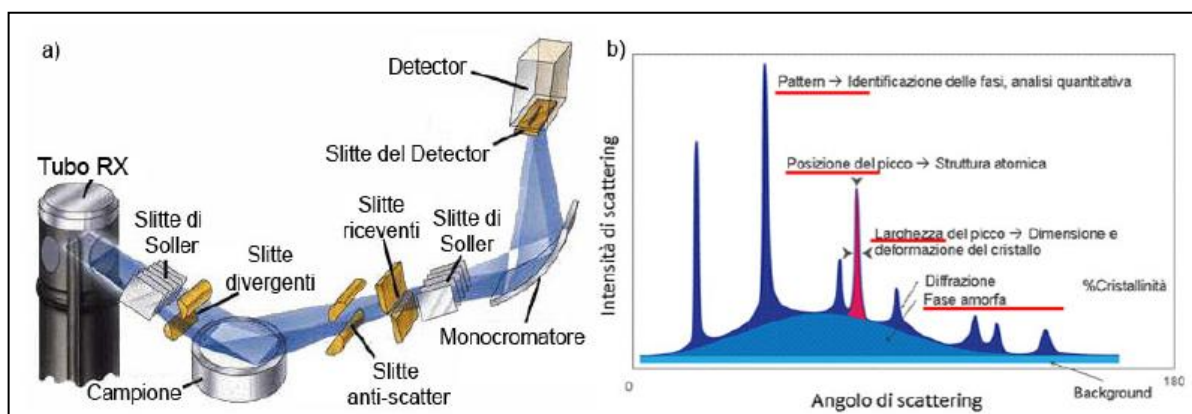 a)
Detector
Slitte del Detector
Tubo RX
Slitte di
Soller
Slitte
divergenti
Slitte
riceventi
Slitte di
Soller
Monocromatore
Campione
Slitte
anti-scatter
b)
Intensità di scattering
Pattern → Identificazione delle fasi, analisi quantitativa
Posizione del picco → Struttura atomica
Larghezza del picco → Dimensione e
deformazione del cristallo
Diffrazione
Fase amorfa
%Cristallinità
0
180
Background
Angolo di scattering